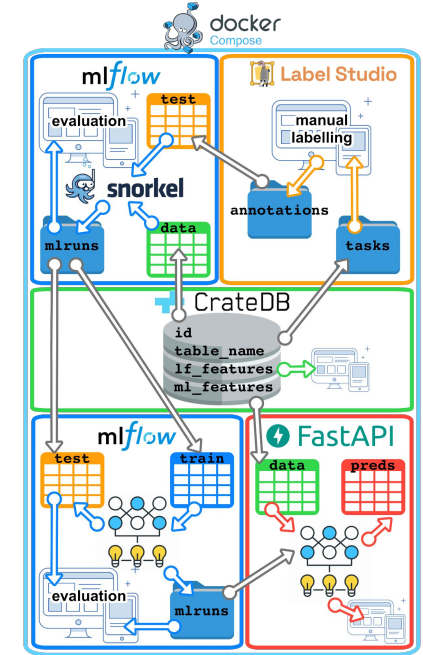 docker
Compose
mlflow
Label Studio
test
evaluation
manual
labelling
snorkel
annotations
data
mlruns
tasks
CrateDB
id
table_name
lf_features
ml_features
mlflow
FastAPI
test
train
data
preds
evaluation
mlruns